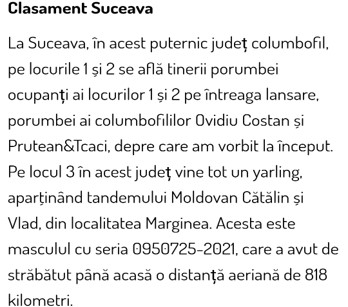 Clasament Suceava
La Suceava, în acest puternic județ columbofil,
pe locurile 1 și 2 se află tinerii porumbei
ocupanți ai locurilor 1 și 2 pe întreaga lansare,
porumbei ai columbofililor Ovidiu Costan și
Prutean&Tcaci, depre care am vorbit la început.
Pe locul 3 în acest județ vine tot un yarling,
aparținând tandemului Moldovan Cătălin și
Vlad, din localitatea Marginea. Acesta este
masculul cu seria 0950725-2021, care a avut de
străbătut până acasă o distanță aeriană de 818
kilometri.